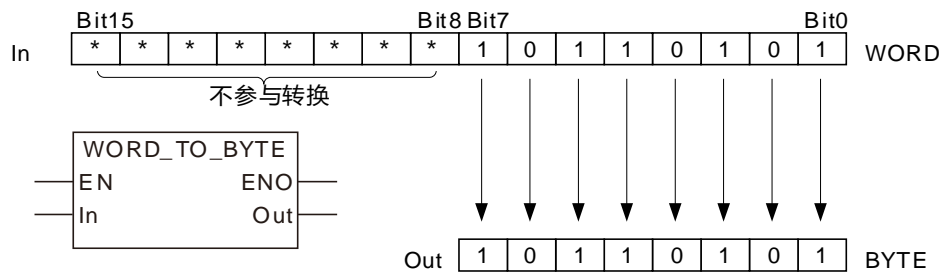 Bit15 Bit8 Bit7 Bit0
In * * * * * * * * 1 0 1 1 0 1 0 1 WORD
不参与转换
WORD_TO_BYTE
EN ENO
In Out
Out 1 0 1 1 0 1 0 1 BYTE